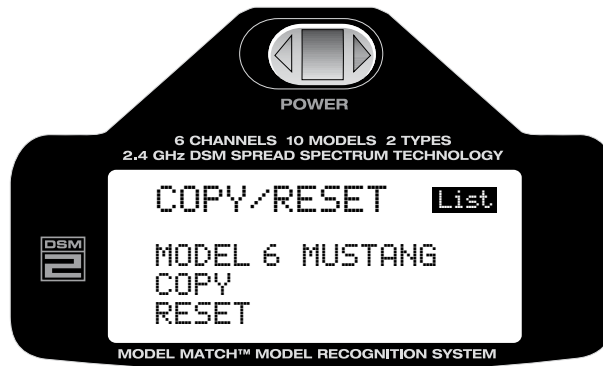 POWER
6 CHANNELS 10 MODELS 2 TYPES
2.4 GHz DSM SPREAD SPECTRUM TECHNOLOGY
COPY/RESET List
DSM
2
MODEL 6 MUSTANG
COPY
RESET
MODEL MATCH™ MODEL RECOGNITION SYSTEM